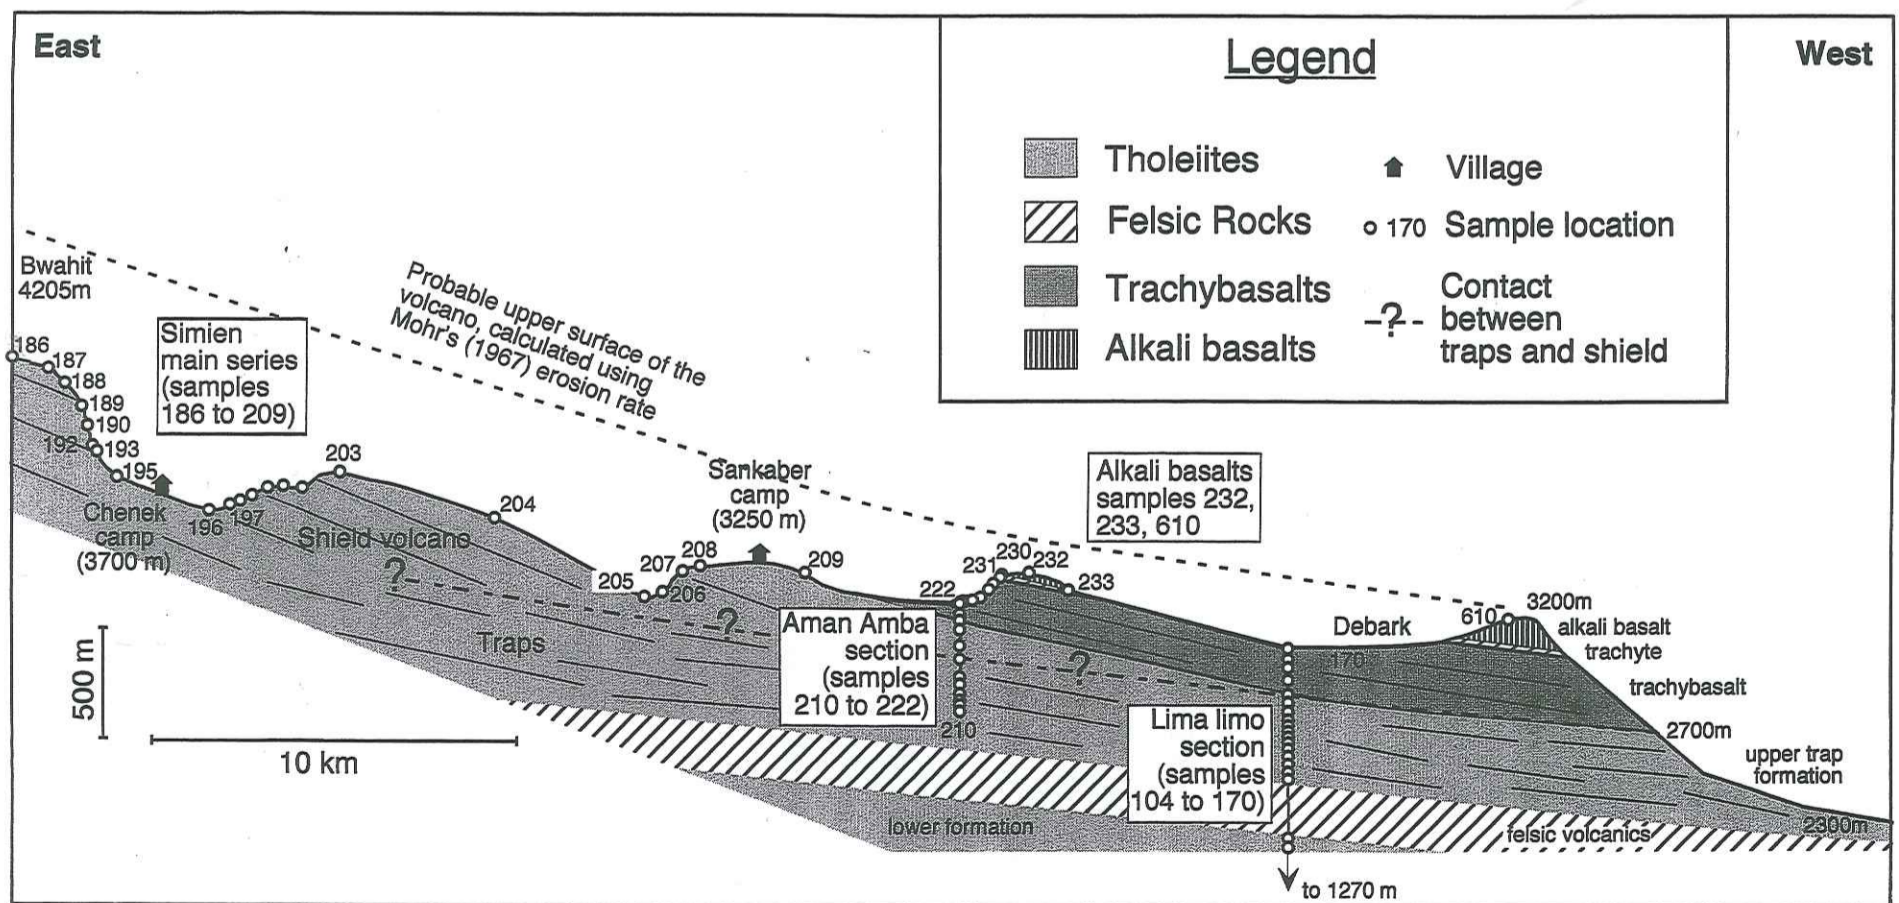 East
West
Legend
Tholeiites
Felsic Rocks
Trachybasalts
Alkali basalts
Village
170 Sample location
Contact
between
traps and shield
-?-
Bwahit
4205m
Probable upper surface of the
volcano, calculated using
Mohr's (1967) erosion rate
Simien
main series
(samples
186 to 209)
186
187
188
189
190
192
193
195
Chenek
camp
(3700 m)
196
197
203
204
Shield volcano
?
Traps
205
206
207
208
Sankaber
camp
(3250 m)
209
?
Alkali basalts
samples 232,
233, 610
222
231
230
232
233
Aman Amba
section
(samples
210 to 222)
210
?
Debark
170
610
3200m
alkali basalt
trachyte
trachybasalt
2700m
upper trap
formation
2300m
Lima limo
section
(samples
104 to 170)
felsic volcanics
lower formation
to 1270 m
500 m
10 km